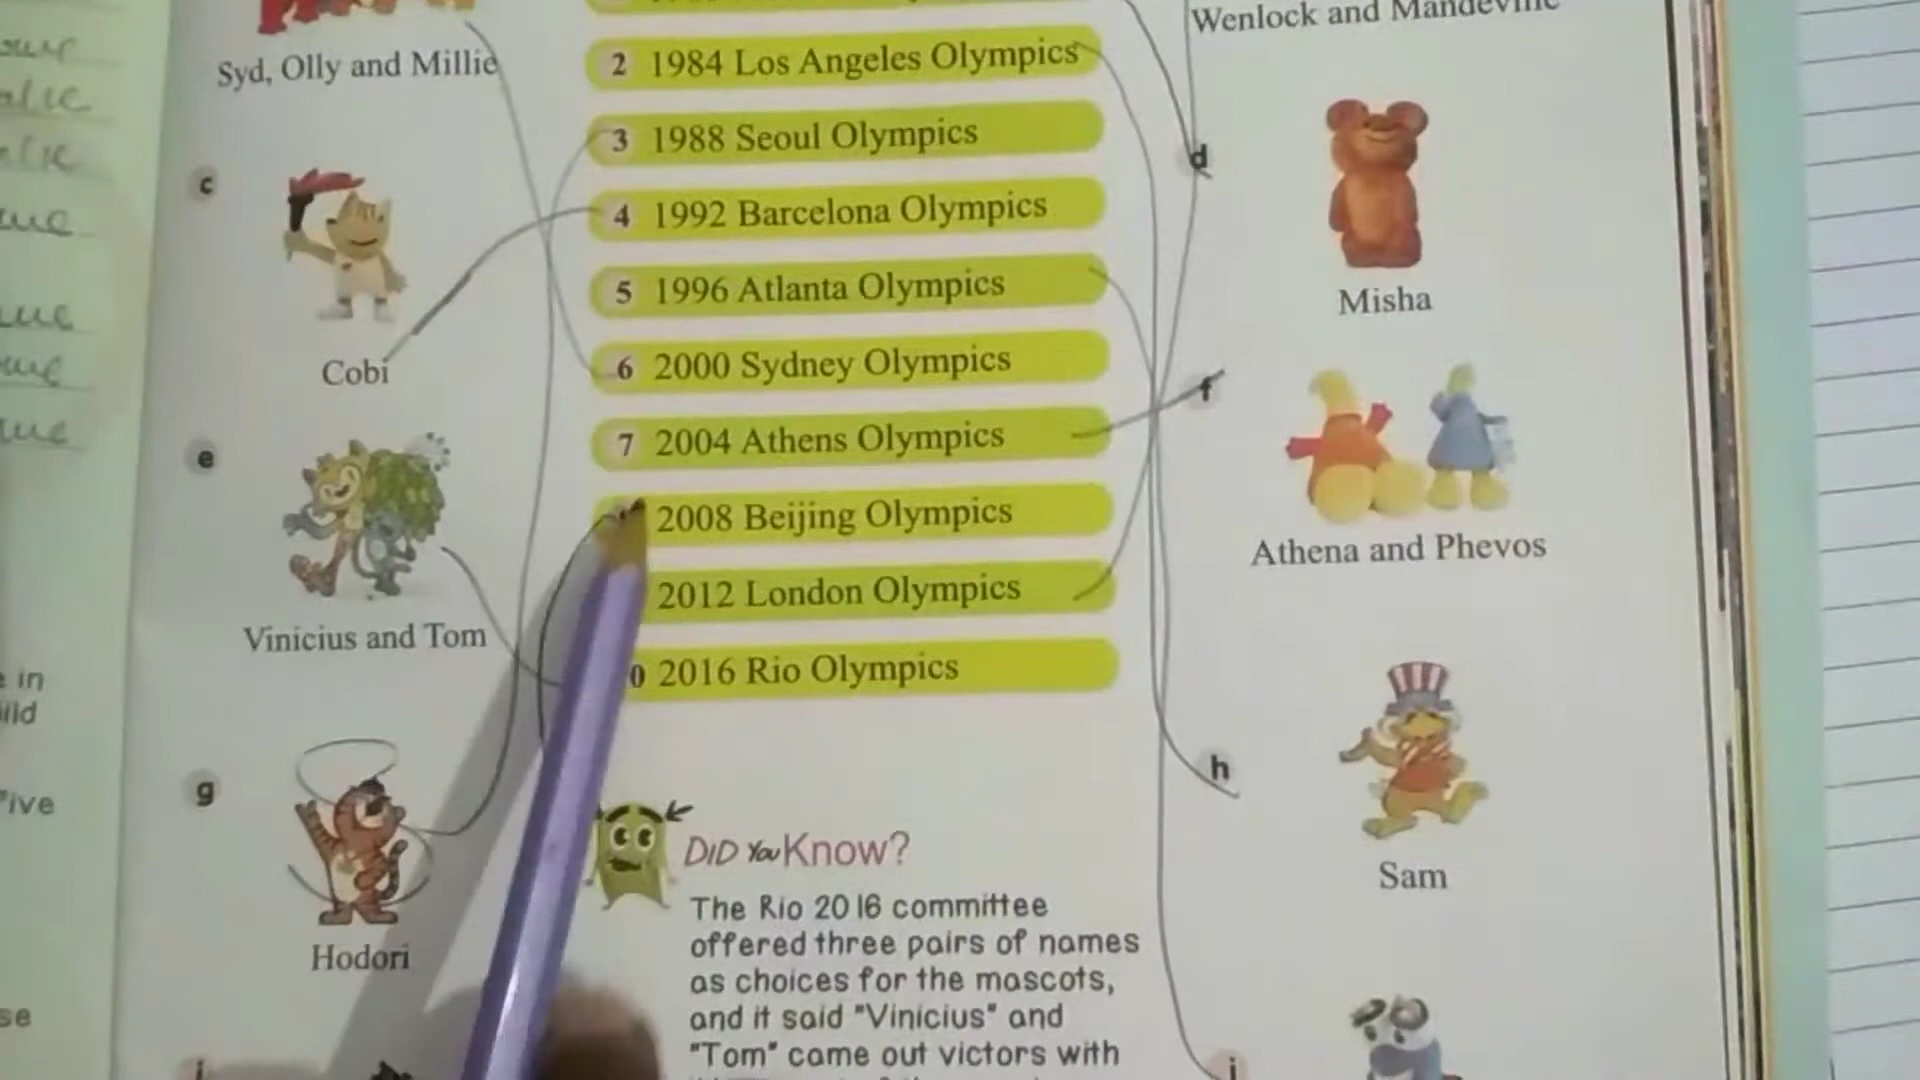 Syd, Olly and Millie
c
Cobi
e
Vinicius and Tom
g
Hodori
2 1984 Los Angeles Olympics
3 1988 Seoul Olympics
4 1992 Barcelona Olympics
5 1996 Atlanta Olympics
6 2000 Sydney Olympics
7 2004 Athens Olympics
2008 Beijing Olympics
2012 London Olympics
0 2016 Rio Olympics
DiD You Know?
The Rio 2016 committee
offered three pairs of names
as choices for the mascots,
and it said "Vinicius" and
"Tom" came out victors with
Wenlock and Mandeville
d
Misha
f
Athena and Phevos
h
Sam
in